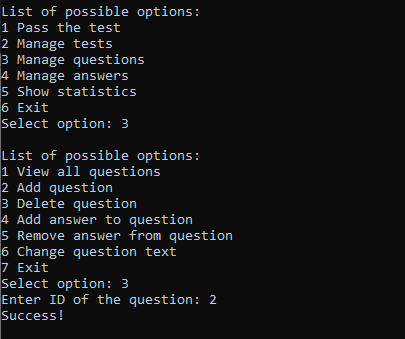 List of possible options:
1 Pass the test
2 Manage tests
3 Manage questions
4 Manage answers
5 Show statistics
6 Exit
Select option: 3

List of possible options:
1 View all questions
2 Add question
3 Delete question
4 Add answer to question
5 Remove answer from question
6 Change question text
7 Exit
Select option: 3
Enter ID of the question: 2
Success!